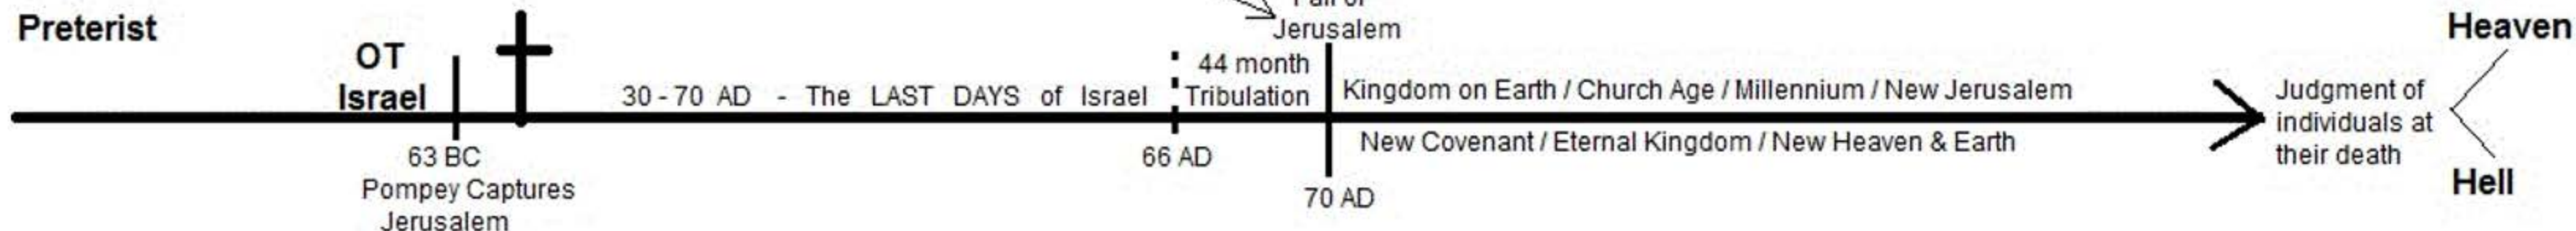 Preterist
OT
Israel
63 BC
Pompey Captures
Jerusalem
30 - 70 AD - The LAST DAYS of Israel
66 AD
44 month
Tribulation
Fall of
Jerusalem
70 AD
Kingdom on Earth / Church Age / Millennium / New Jerusalem
New Covenant / Eternal Kingdom / New Heaven & Earth
Judgment of
individuals at
their death
Heaven
Hell